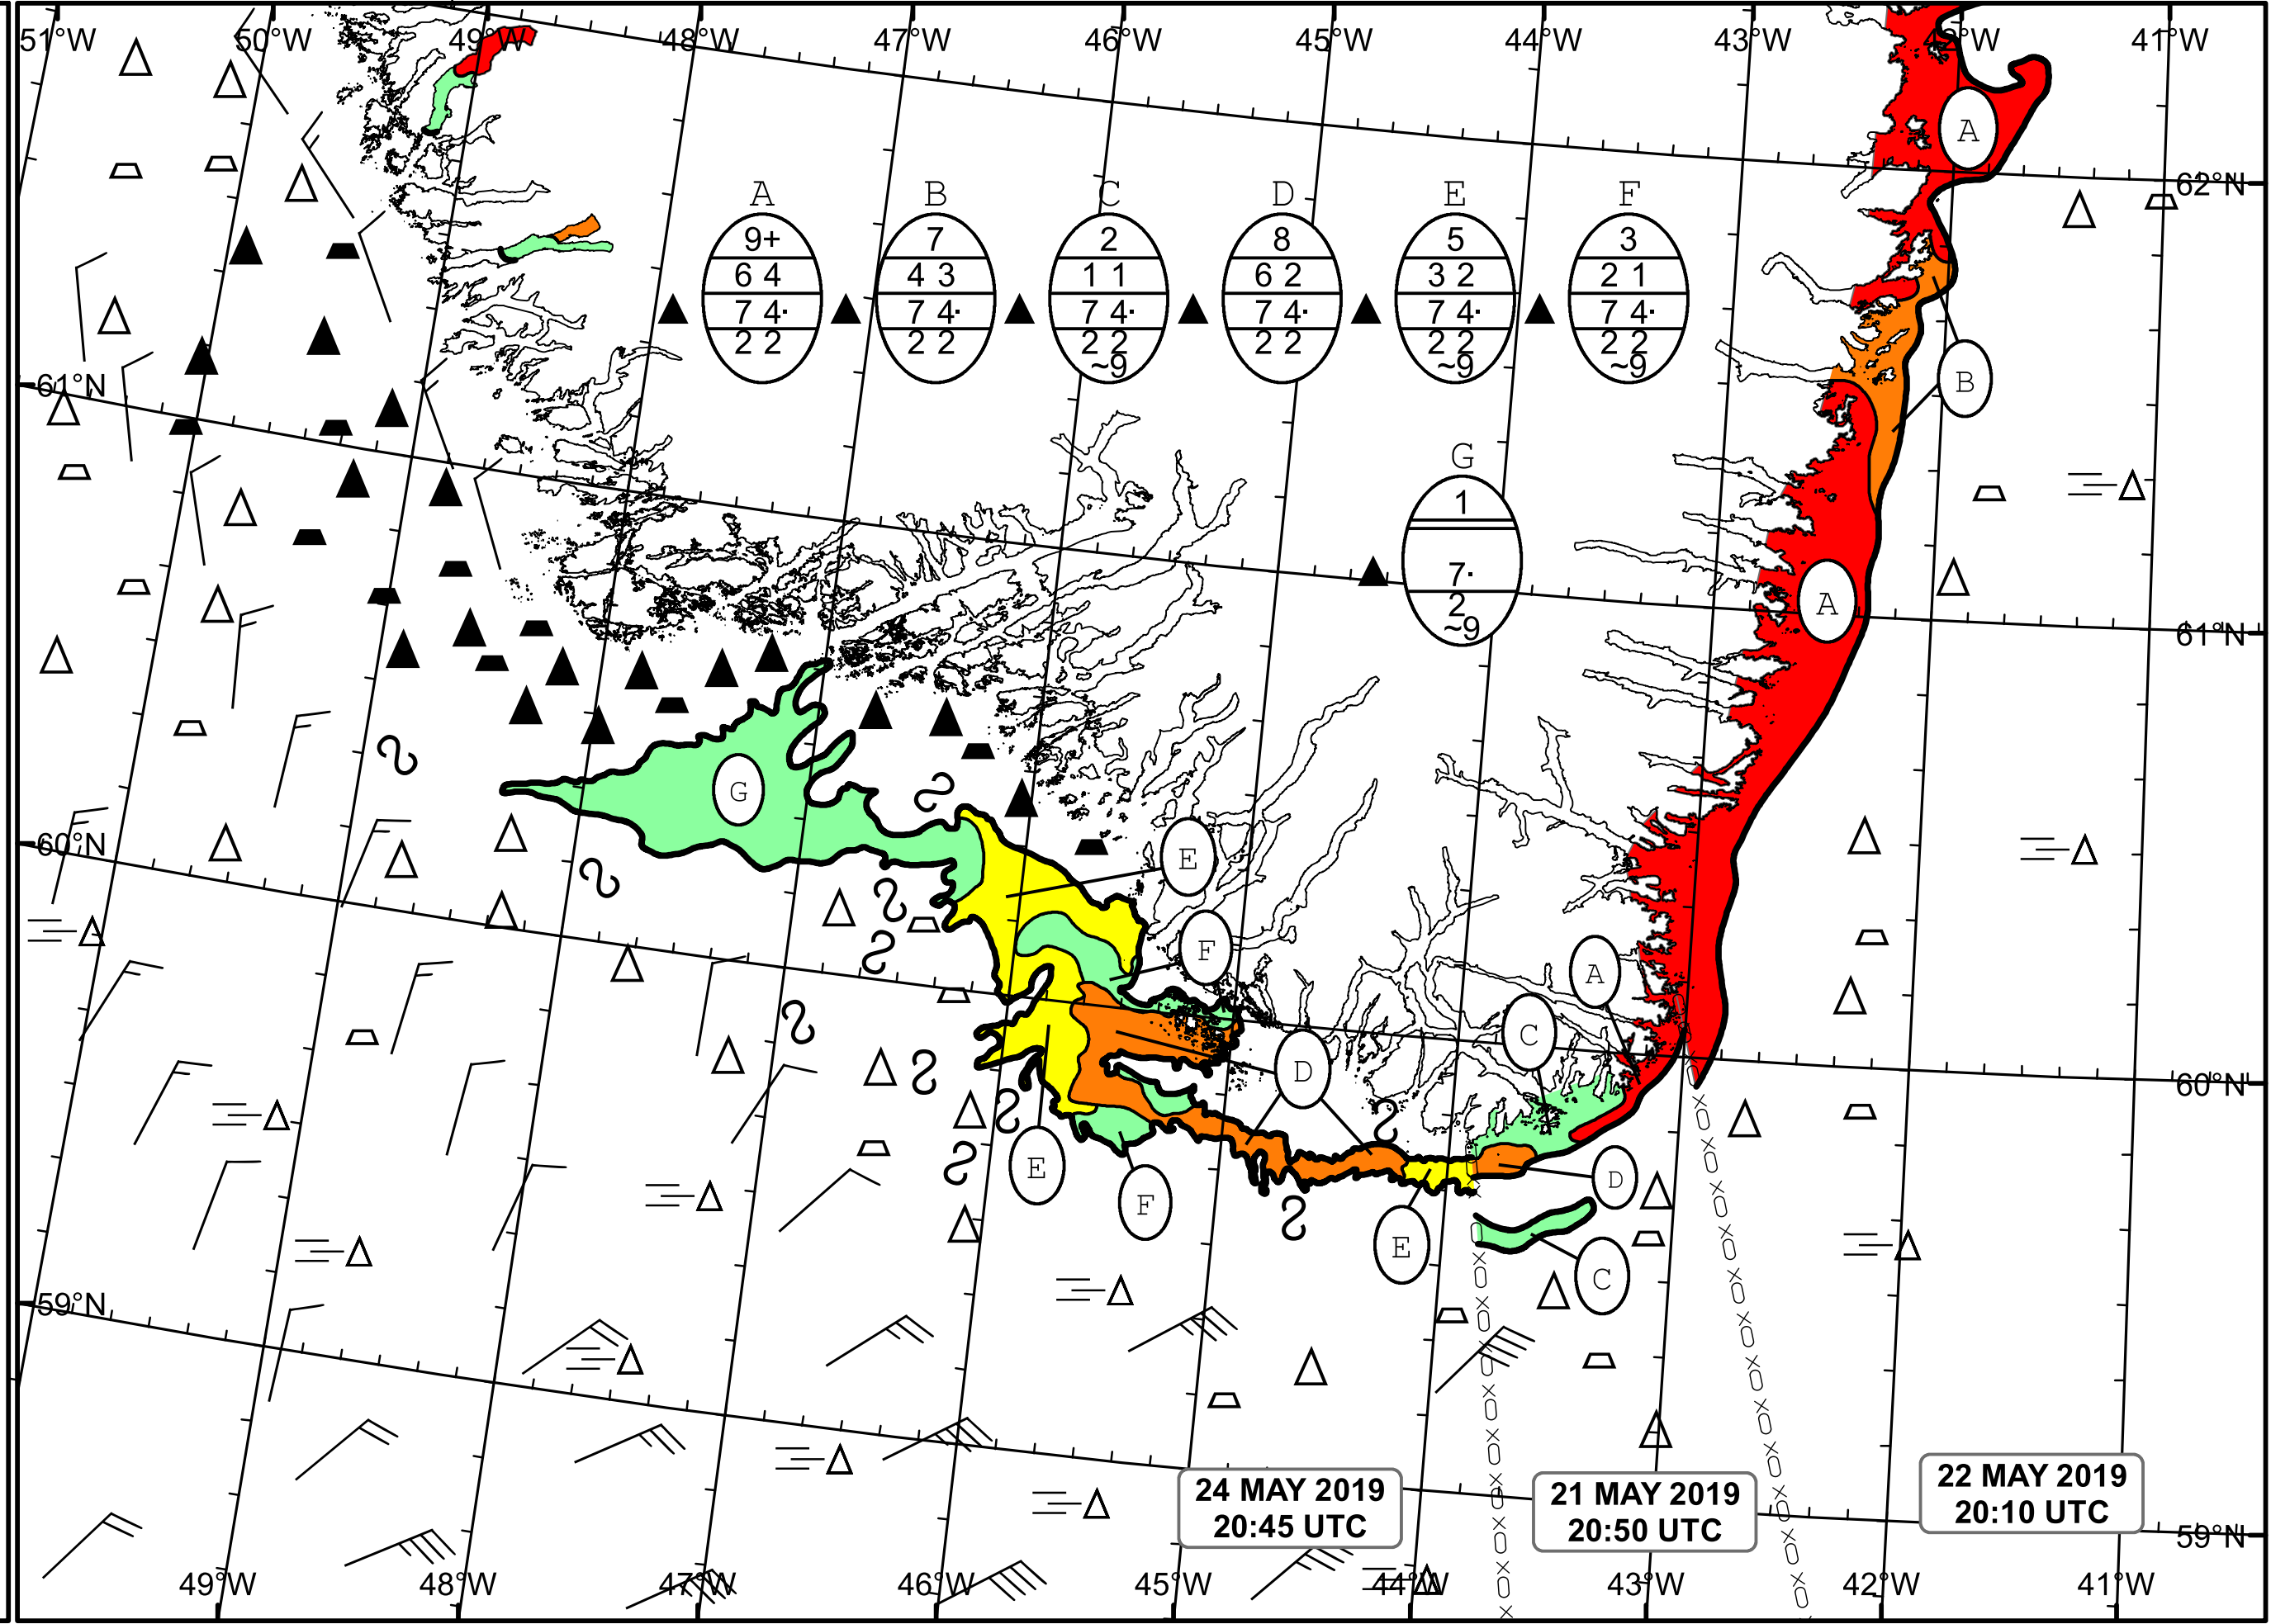 51°W 50°W 49°W 48°W 47°W 46°W 45°W 44°W 43°W 42°W 41°W
A
62°N
A B C D E F
9+ 7 2 8 5 3
6 4 4 3 1 1 6 2 3 2 2 1
7 4· 7 4· 7 4· 7 4· 7 4· 7 4·
2 2 2 2 2 2 2 2 2 2 2 2
~9 ~9 ~9
61°N
B
G
1
7·
2
~9
A
61°N
G
60°N
E
F
A
C
D
60°N
E
D
F
E
C
59°N
24 MAY 2019
20:45 UTC
21 MAY 2019
20:50 UTC
22 MAY 2019
20:10 UTC
59°N
49°W 48°W 47°W 46°W 45°W 44°W 43°W 42°W 41°W